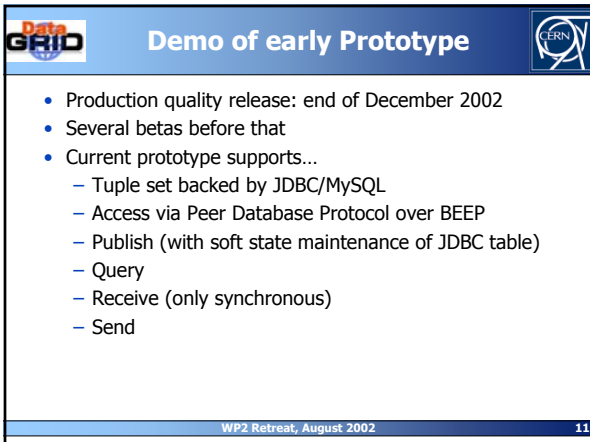 Data
GRID
Demo of early Prototype
CERN
• Production quality release: end of December 2002
• Several betas before that
• Current prototype supports…
– Tuple set backed by JDBC/MySQL
– Access via Peer Database Protocol over BEEP
– Publish (with soft state maintenance of JDBC table)
– Query
– Receive (only synchronous)
– Send
WP2 Retreat, August 2002
11